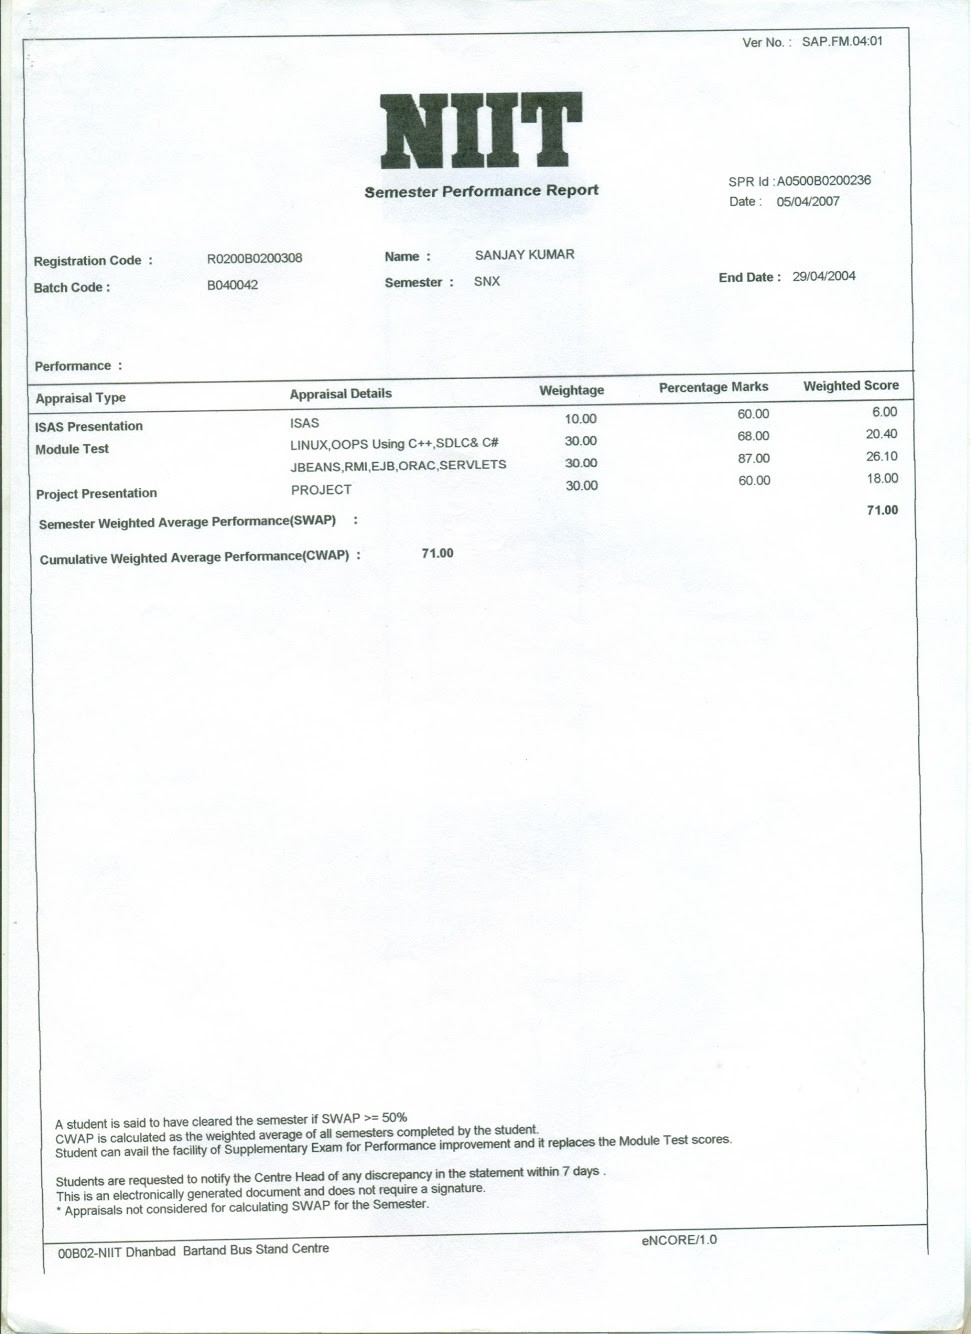 Ver No. : SAP.FM.04:01
NIIT
Semester Performance Report
SPR Id :A0500B0200236
Date : 05/04/2007
Registration Code : R0200B0200308 Name : SANJAY KUMAR
Batch Code : B040042 Semester : SNX End Date : 29/04/2004
Performance :
Appraisal Type Appraisal Details Weightage Percentage Marks Weighted Score
ISAS Presentation ISAS 10.00 60.00 6.00
Module Test LINUX,OOPS Using C++,SDLC& C# 30.00 68.00 20.40
JBEANS,RMI,EJB,ORAC,SERVLETS 30.00 87.00 26.10
Project Presentation PROJECT 30.00 60.00 18.00
Semester Weighted Average Performance(SWAP) : 71.00
Cumulative Weighted Average Performance(CWAP) : 71.00
A student is said to have cleared the semester if SWAP >= 50%
CWAP is calculated as the weighted average of all semesters completed by the student.
Student can avail the facility of Supplementary Exam for Performance improvement and it replaces the Module Test scores.
Students are requested to notify the Centre Head of any discrepancy in the statement within 7 days .
This is an electronically generated document and does not require a signature.
* Appraisals not considered for calculating SWAP for the Semester.
00B02-NIIT Dhanbad Bartand Bus Stand Centre eNCORE/1.0